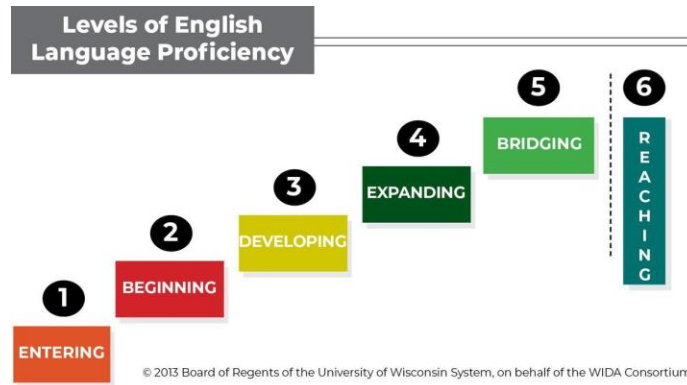 Levels of English
Language Proficiency
1
ENTERING
2
BEGINNING
3
DEVELOPING
4
EXPANDING
5
BRIDGING
6
REACHING
© 2013 Board of Regents of the University of Wisconsin System, on behalf of the WIDA Consortium